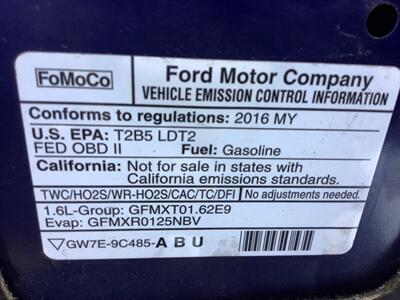 FoMoCo
Ford Motor Company
VEHICLE EMISSION CONTROL INFORMATION
Conforms to regulations: 2016 MY
U.S. EPA: T2B5 LDT2
FED OBD II Fuel: Gasoline
California: Not for sale in states with
California emissions standards.
TWC/HO2S/WR-HO2S/CAC/TC/DFI No adjustments needed.
1.6L-Group: GFMXT01.62E9
Evap: GFMXR0125NBV
GW7E-9C485-ABU